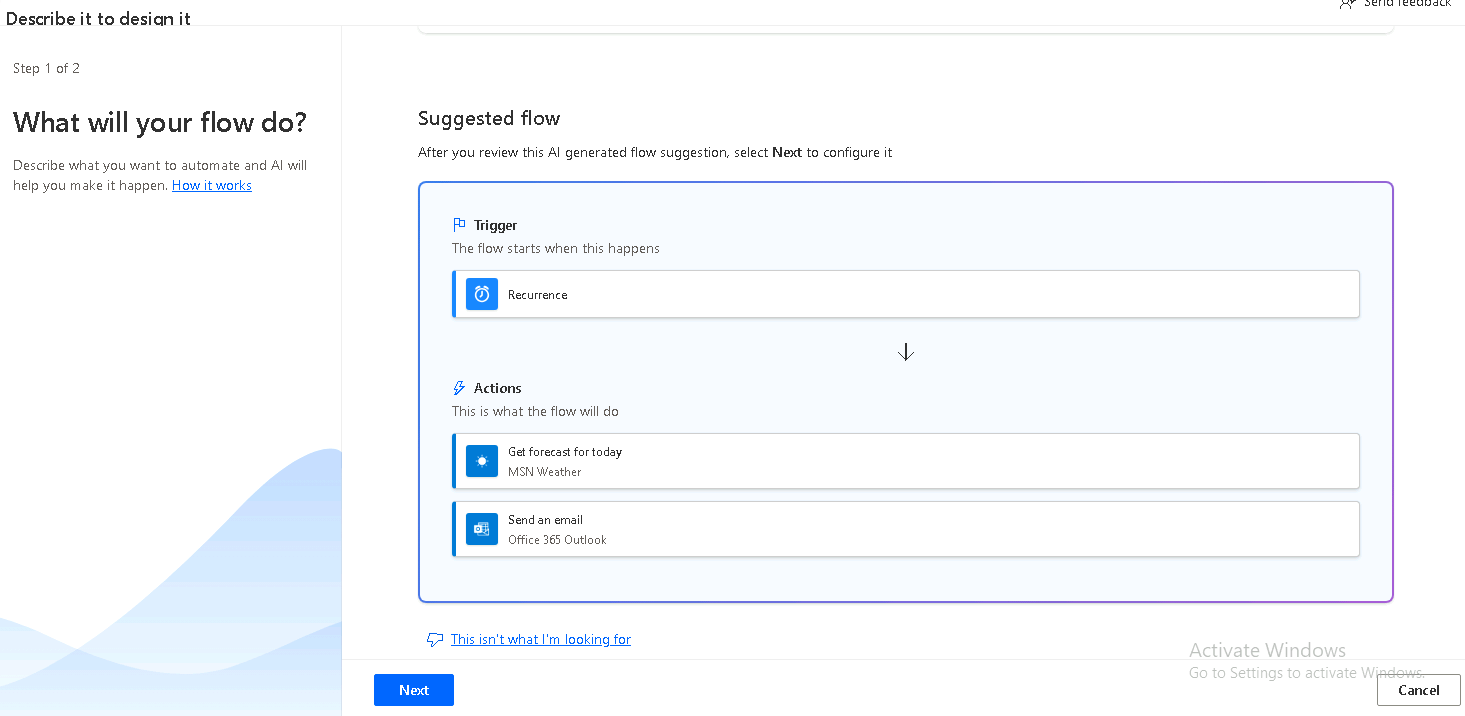 Describe it to design it
Send feedback
Step 1 of 2
What will your flow do?
Describe what you want to automate and AI will
help you make it happen. How it works
Suggested flow
After you review this AI generated flow suggestion, select Next to configure it
Trigger
The flow starts when this happens
Recurrence
Actions
This is what the flow will do
Get forecast for today
MSN Weather
Send an email
Office 365 Outlook
This isn't what I'm looking for
Activate Windows
Go to Settings to activate Windows.
Next
Cancel